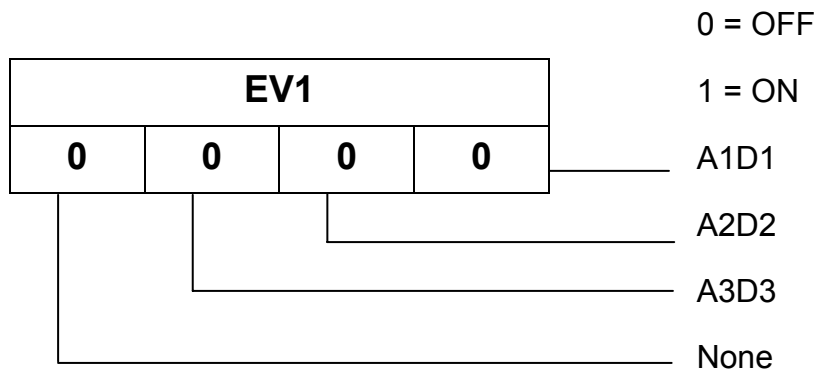 0 = OFF
EV1
1 = ON
0 0 0 0
A1D1
A2D2
A3D3
None